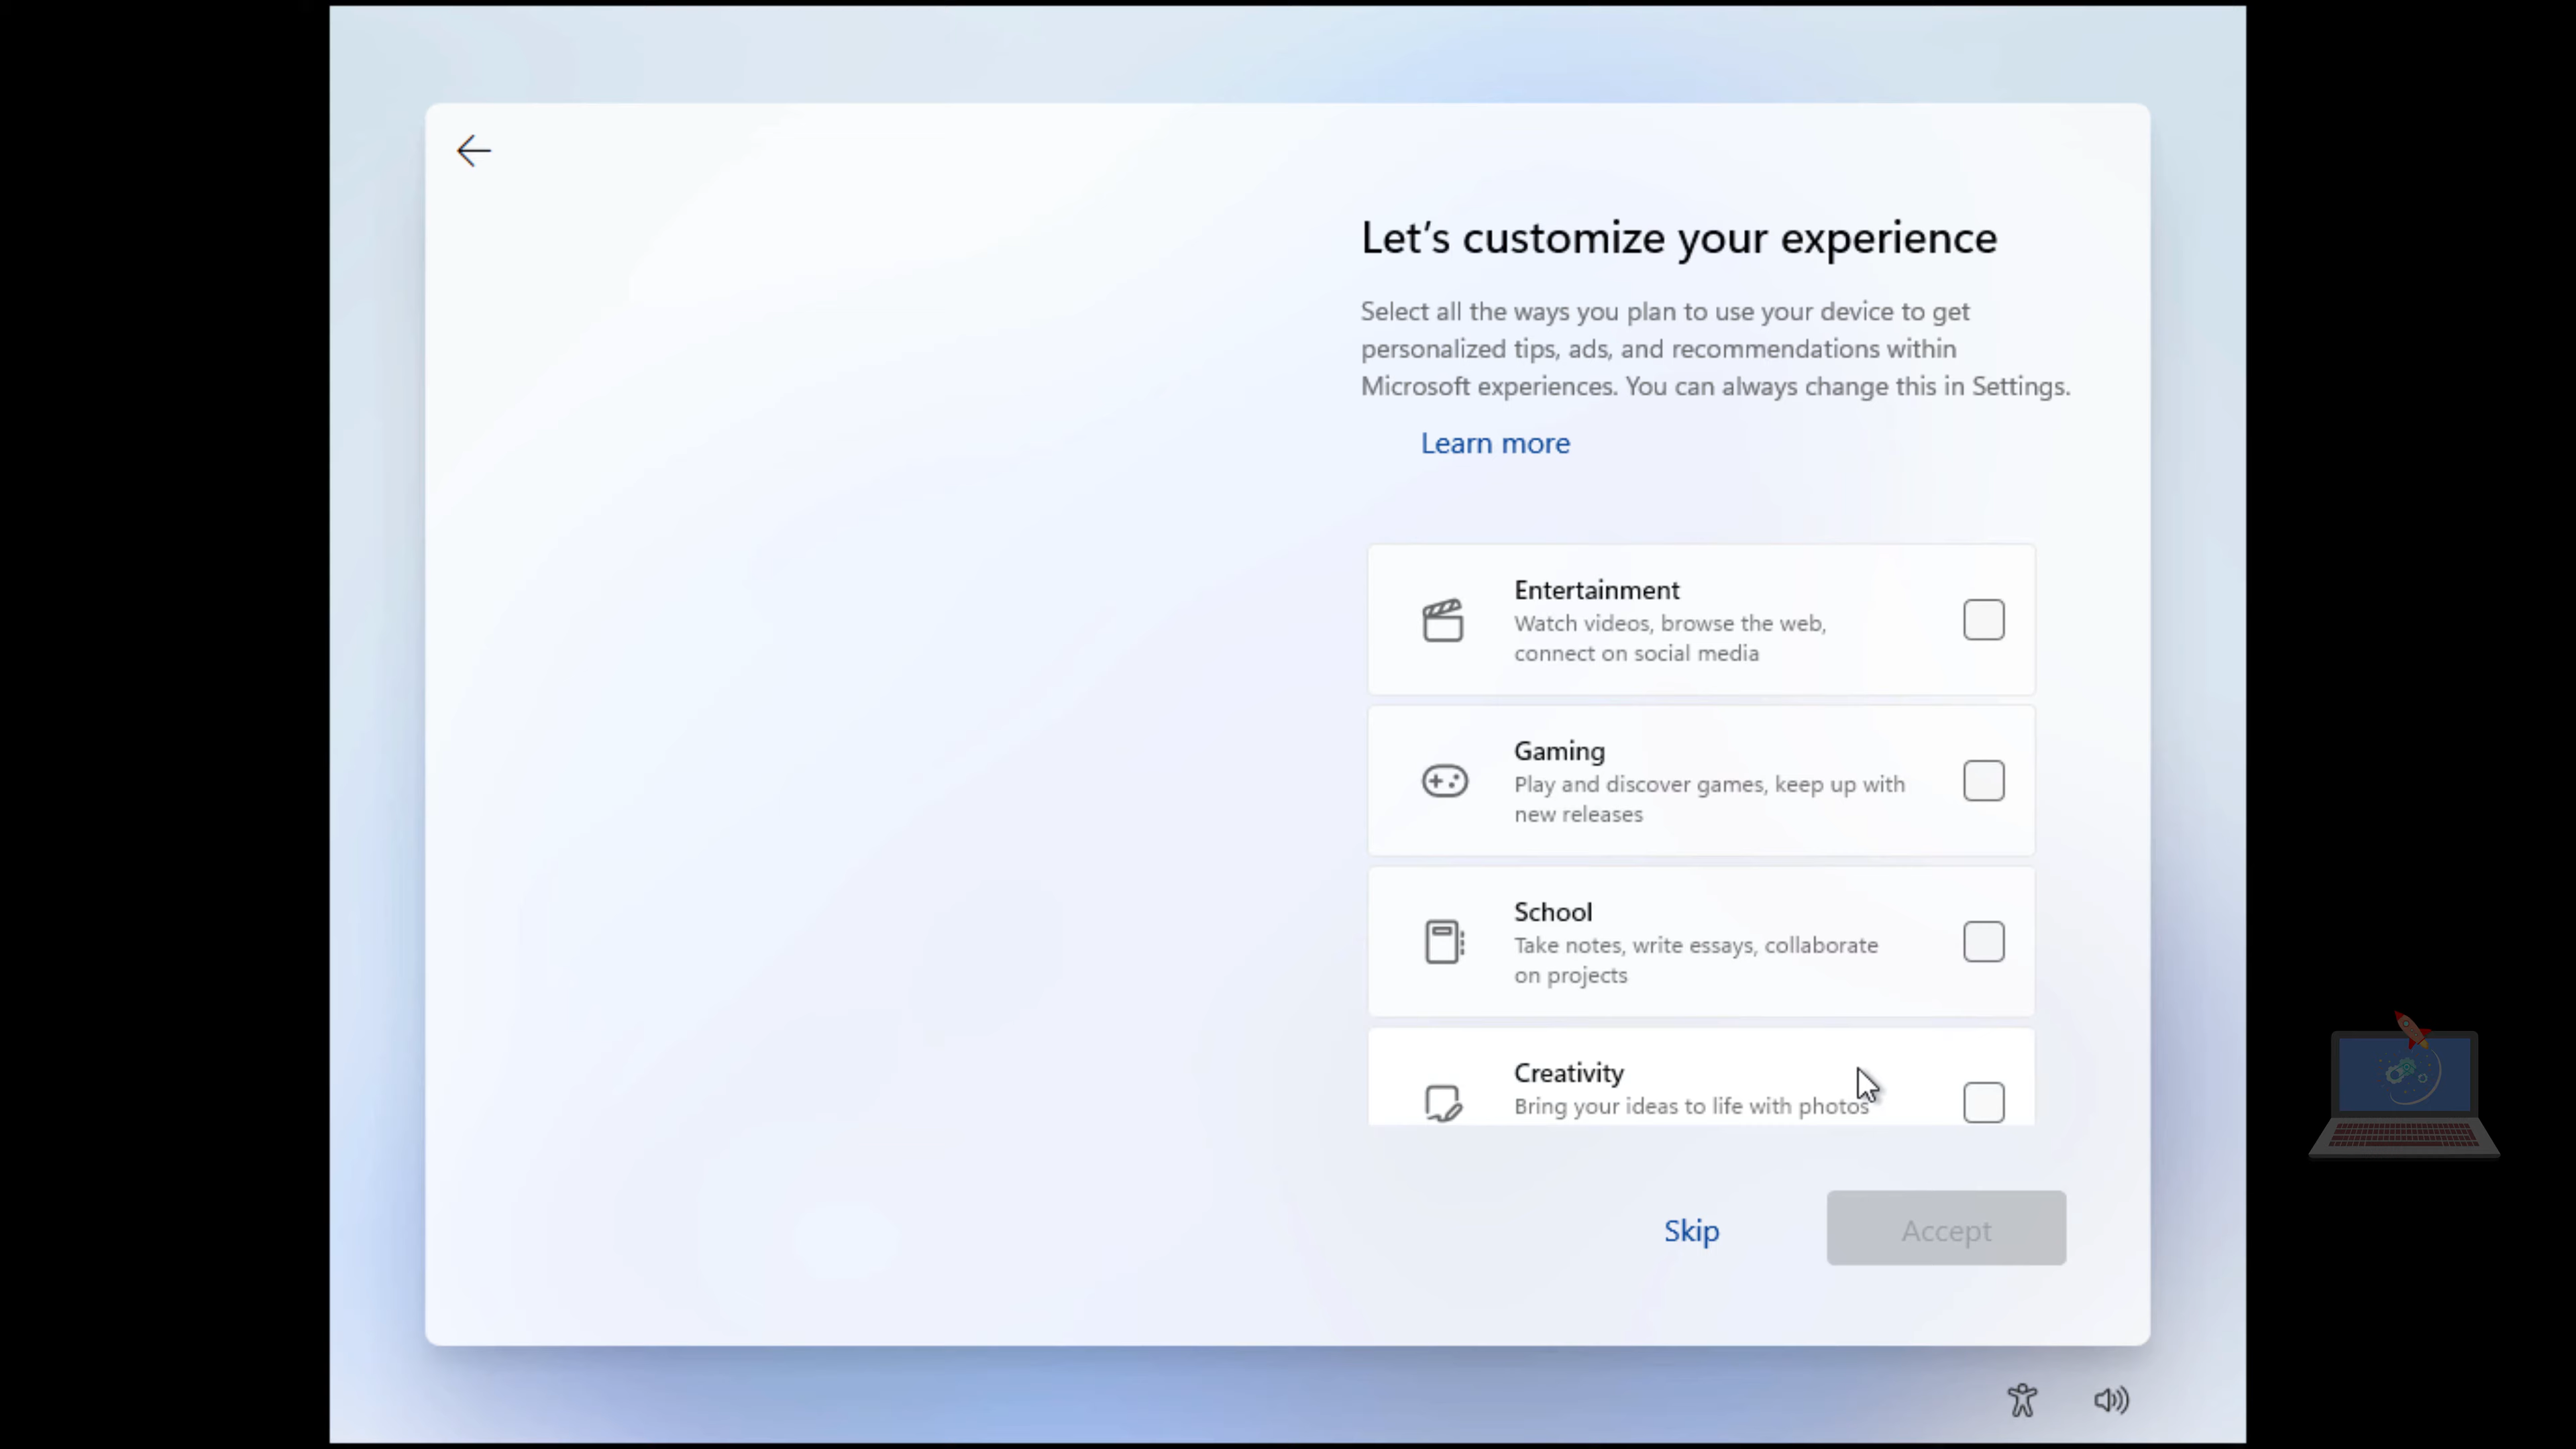 Let's customize your experience
Select all the ways you plan to use your device to get
personalized tips, ads, and recommendations within
Microsoft experiences. You can always change this in Settings.
Learn more
Entertainment
Watch videos, browse the web,
connect on social media
Gaming
Play and discover games, keep up with
new releases
School
Take notes, write essays, collaborate
on projects
Creativity
Bring your ideas to life with photos
Skip
Accept